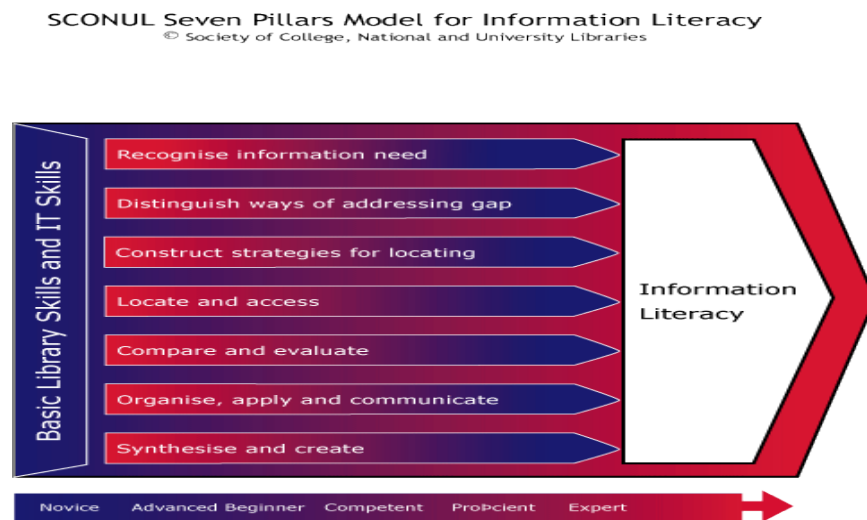 SCONUL Seven Pillars Model for Information Literacy
© Society of College, National and University Libraries
Basic Library Skills and IT Skills
Recognise information need
Distinguish ways of addressing gap
Construct strategies for locating
Locate and access
Compare and evaluate
Organise, apply and communicate
Synthesise and create
Information
Literacy
Novice Advanced Beginner Competent ProÞcient Expert